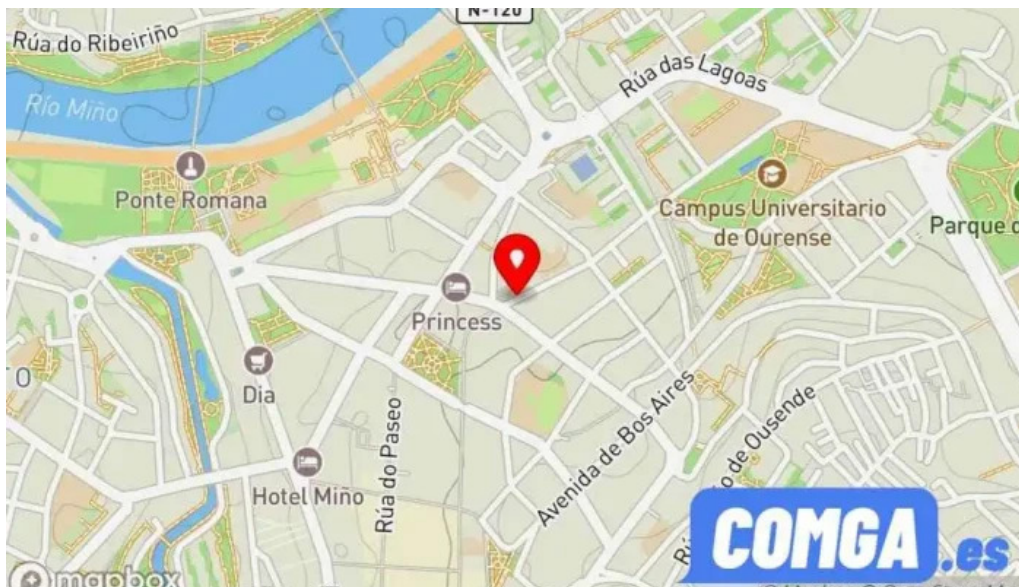 N-120
Rúa do Ribeiriño
Rúa das Lagoas
Río Miño
Ponte Romana
Campus Universitario
de Ourense
Parque d
Princess
Dia
TO
Rúa do Paseo
Avenida de Bos Aires
Hotel Miño
o de Ousende
COMGA.es
mapbox